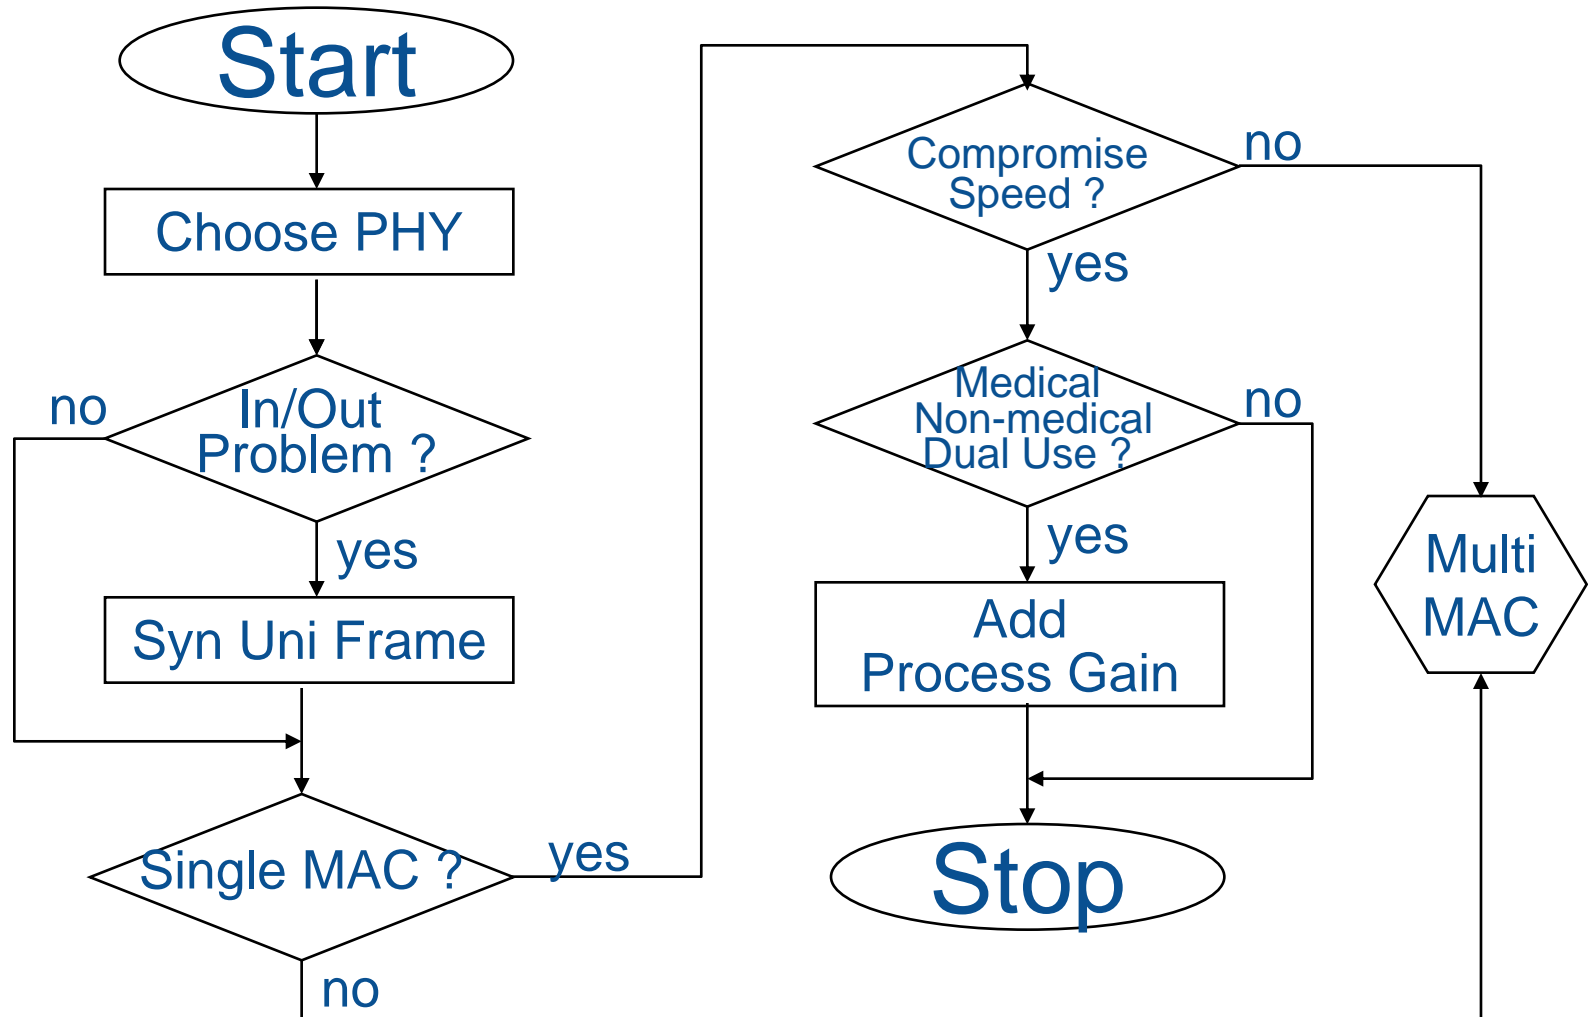 Start
Choose PHY
no
In/Out
Problem ?
yes
Syn Uni Frame
Single MAC ?
yes
no
Compromise
Speed ?
no
yes
Medical
Non-medical
Dual Use ?
no
yes
Add
Process Gain
Stop
Multi
MAC